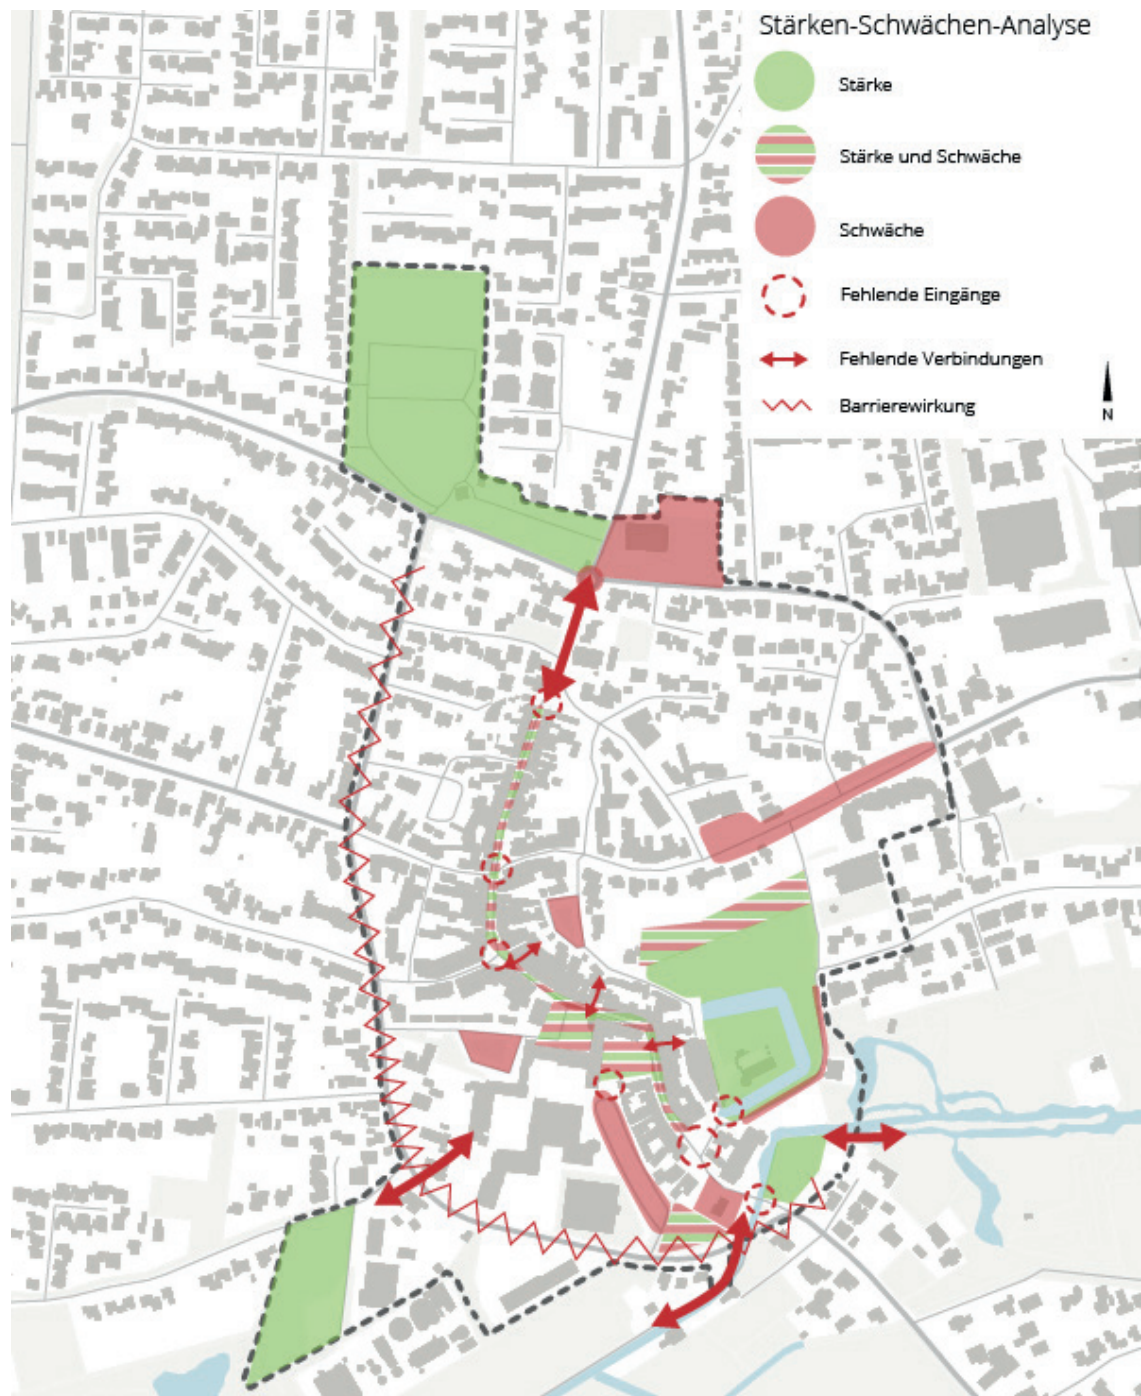 Stärken-Schwächen-Analyse
Stärke
Stärke und Schwäche
Schwäche
Fehlende Eingänge
Fehlende Verbindungen
Barrierewirkung
N